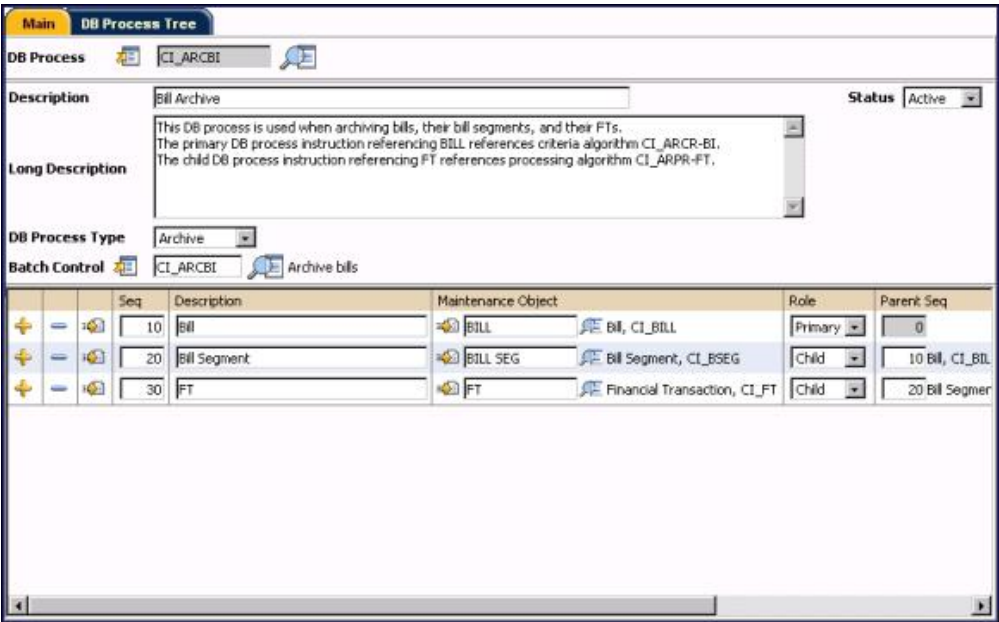 Main DB Process Tree
DB Process CI_ARCBI
Description Bill Archive Status Active
Long Description
This DB process is used when archiving bills, their bill segments, and their FTs.
The primary DB process instruction referencing BILL references criteria algorithm CI_ARCR-BI.
The child DB process instruction referencing FT references processing algorithm CI_ARPR-FT.
DB Process Type Archive
Batch Control CI_ARCBI Archive bills
Seq Description Maintenance Object Role Parent Seq
10 Bill BILL Bill, CI_BILL Primary 0
20 Bill Segment BILL SEG Bill Segment, CI_BSEG Child 10 Bill, CI_BIL
30 FT FT Financial Transaction, CI_FT Child 20 Bill Segmer